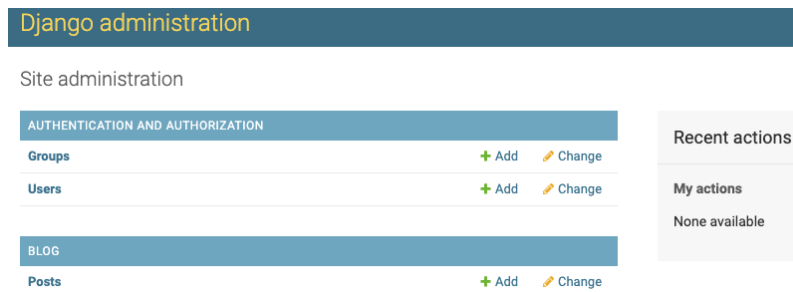 Django administration
Site administration
AUTHENTICATION AND AUTHORIZATION
Groups Add Change
Users Add Change
BLOG
Posts Add Change
Recent actions
My actions
None available